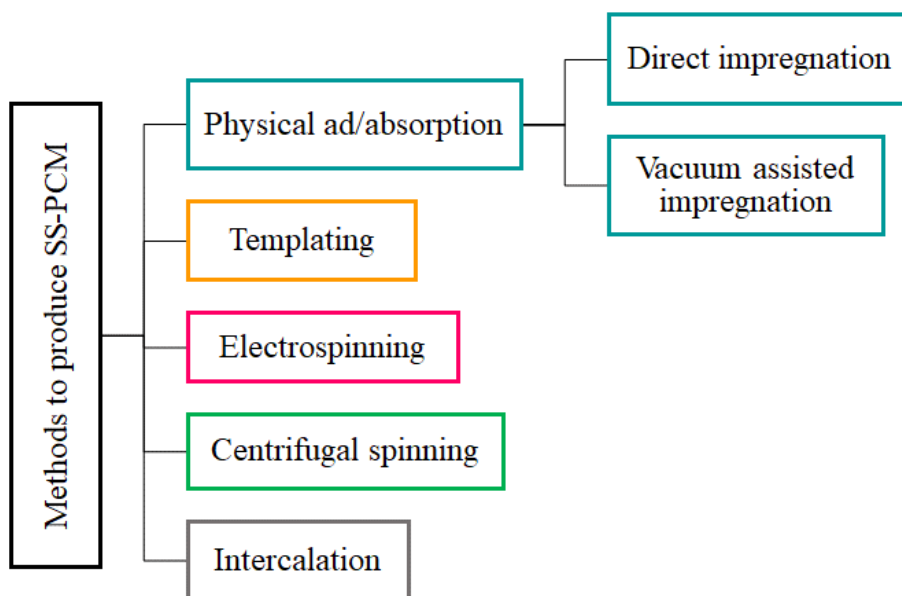 Methods to produce SS-PCM
Physical ad/absorption
Direct impregnation
Vacuum assisted
impregnation
Templating
Electrospinning
Centrifugal spinning
Intercalation